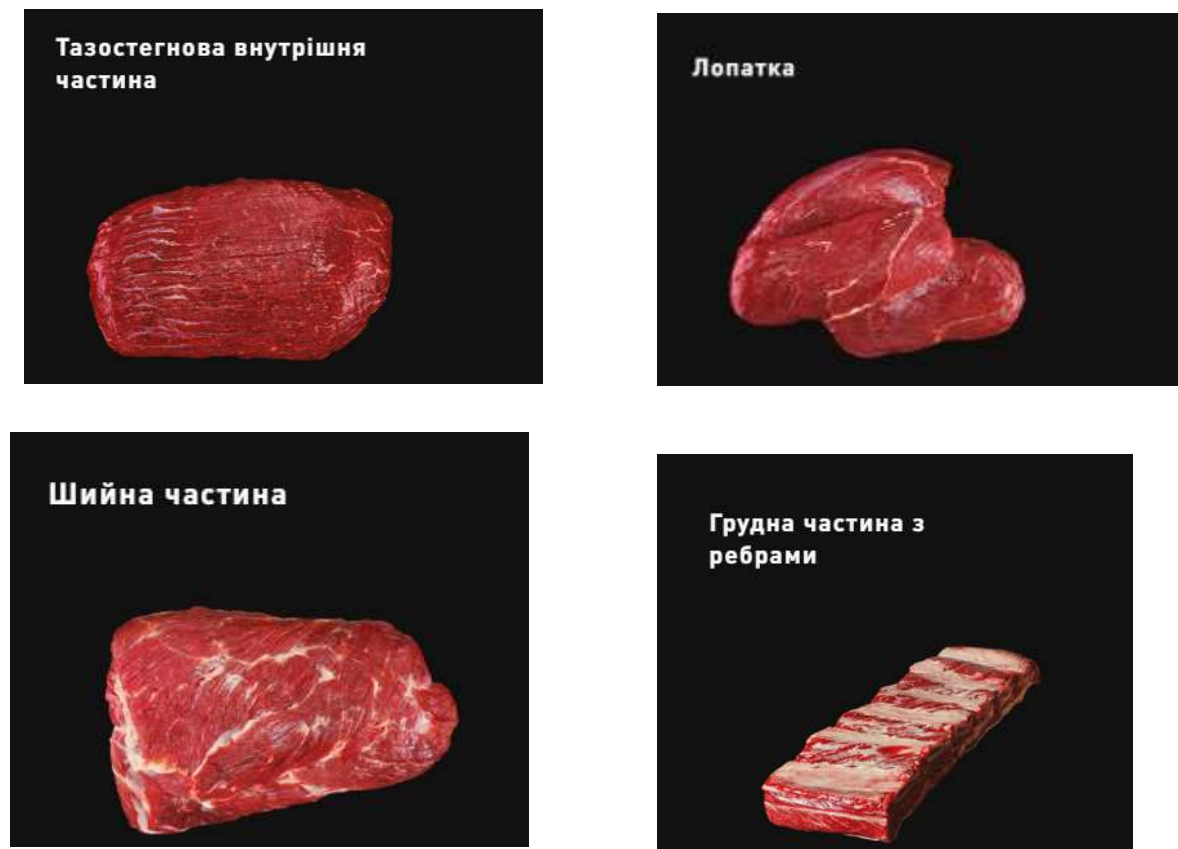 Тазостегнова внутрішня
частина
Лопатка
Шийна частина
Грудна частина з
ребрами